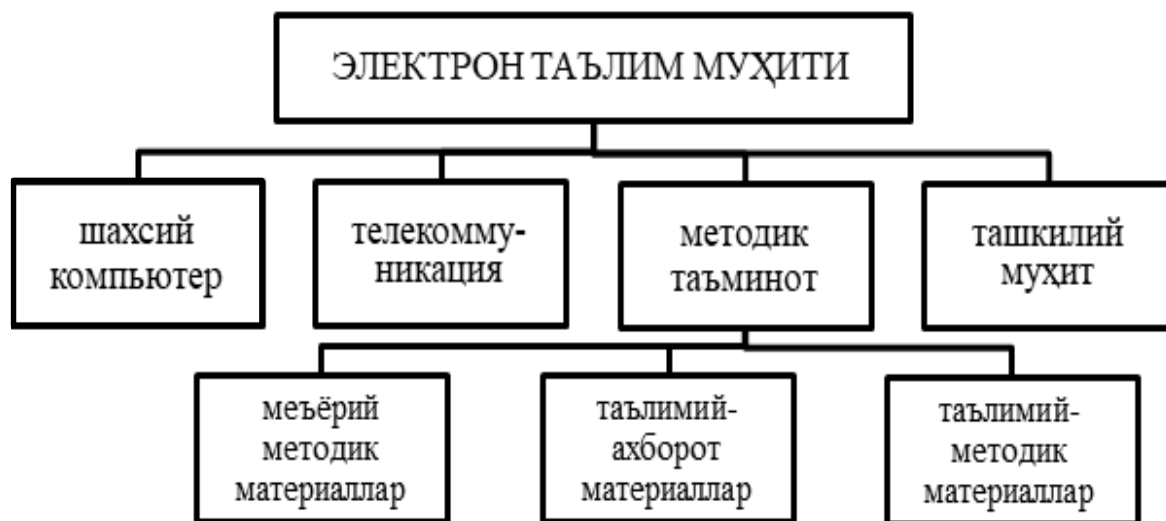 ЭЛЕКТРОН ТАЪЛИМ МУҲИТИ
шахсий
компьютер
телекомму-
никация
методик
таъминот
ташкилий
муҳит
меъёрий
методик
материаллар
таълимий-
ахборот
материаллар
таълимий-
методик
материаллар